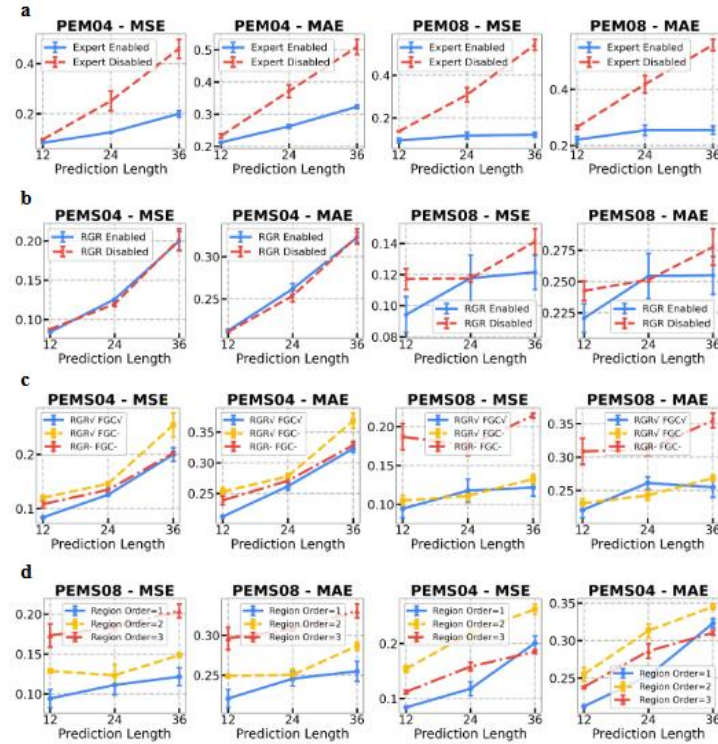 a
PEM04 - MSE
PEM04 - MAE
PEM08 - MSE
PEM08 - MAE
Expert Enabled
Expert Disabled
Expert Enabled
Expert Disabled
Expert Enabled
Expert Disabled
Expert Enabled
Expert Disabled
0.4
0.2
0.5
0.4
0.3
0.2
0.4
0.2
0.6
0.4
0.2
12 24 36
12 24 36
12 24 36
12 24 36
Prediction Length
Prediction Length
Prediction Length
Prediction Length
b
PEMS04 - MSE
PEMS04 - MAE
PEMS08 - MSE
PEMS08 - MAE
RGR Enabled
RGR Disabled
RGR Enabled
RGR Disabled
RGR Enabled
RGR Disabled
RGR Enabled
RGR Disabled
0.20
0.15
0.10
0.30
0.25
0.14
0.12
0.10
0.08
0.275
0.250
0.225
12 24 36
12 24 36
12 24 36
12 24 36
Prediction Length
Prediction Length
Prediction Length
Prediction Length
c
PEMS04 - MSE
PEMS04 - MAE
PEMS08 - MSE
PEMS08 - MAE
RGR√ FGC√
RGR√ FGC-
RGR- FGC-
RGR√ FGC√
RGR√ FGC-
RGR- FGC-
RGR√ FGC√
RGR√ FGC-
RGR- FGC-
RGR√ FGC√
RGR√ FGC-
RGR- FGC-
0.2
0.1
0.35
0.30
0.25
0.20
0.15
0.10
0.35
0.30
0.25
12 24 36
12 24 36
12 24 36
12 24 36
Prediction Length
Prediction Length
Prediction Length
Prediction Length
d
PEMS08 - MSE
PEMS08 - MAE
PEMS04 - MSE
PEMS04 - MAE
Region Order=1
Region Order=2
Region Order=3
Region Order=1
Region Order=2
Region Order=3
Region Order=1
Region Order=2
Region Order=3
Region Order=1
Region Order=2
Region Order=3
0.20
0.15
0.10
0.30
0.25
0.2
0.1
0.35
0.30
0.25
12 24 36
12 24 36
12 24 36
12 24 36
Prediction Length
Prediction Length
Prediction Length
Prediction Length